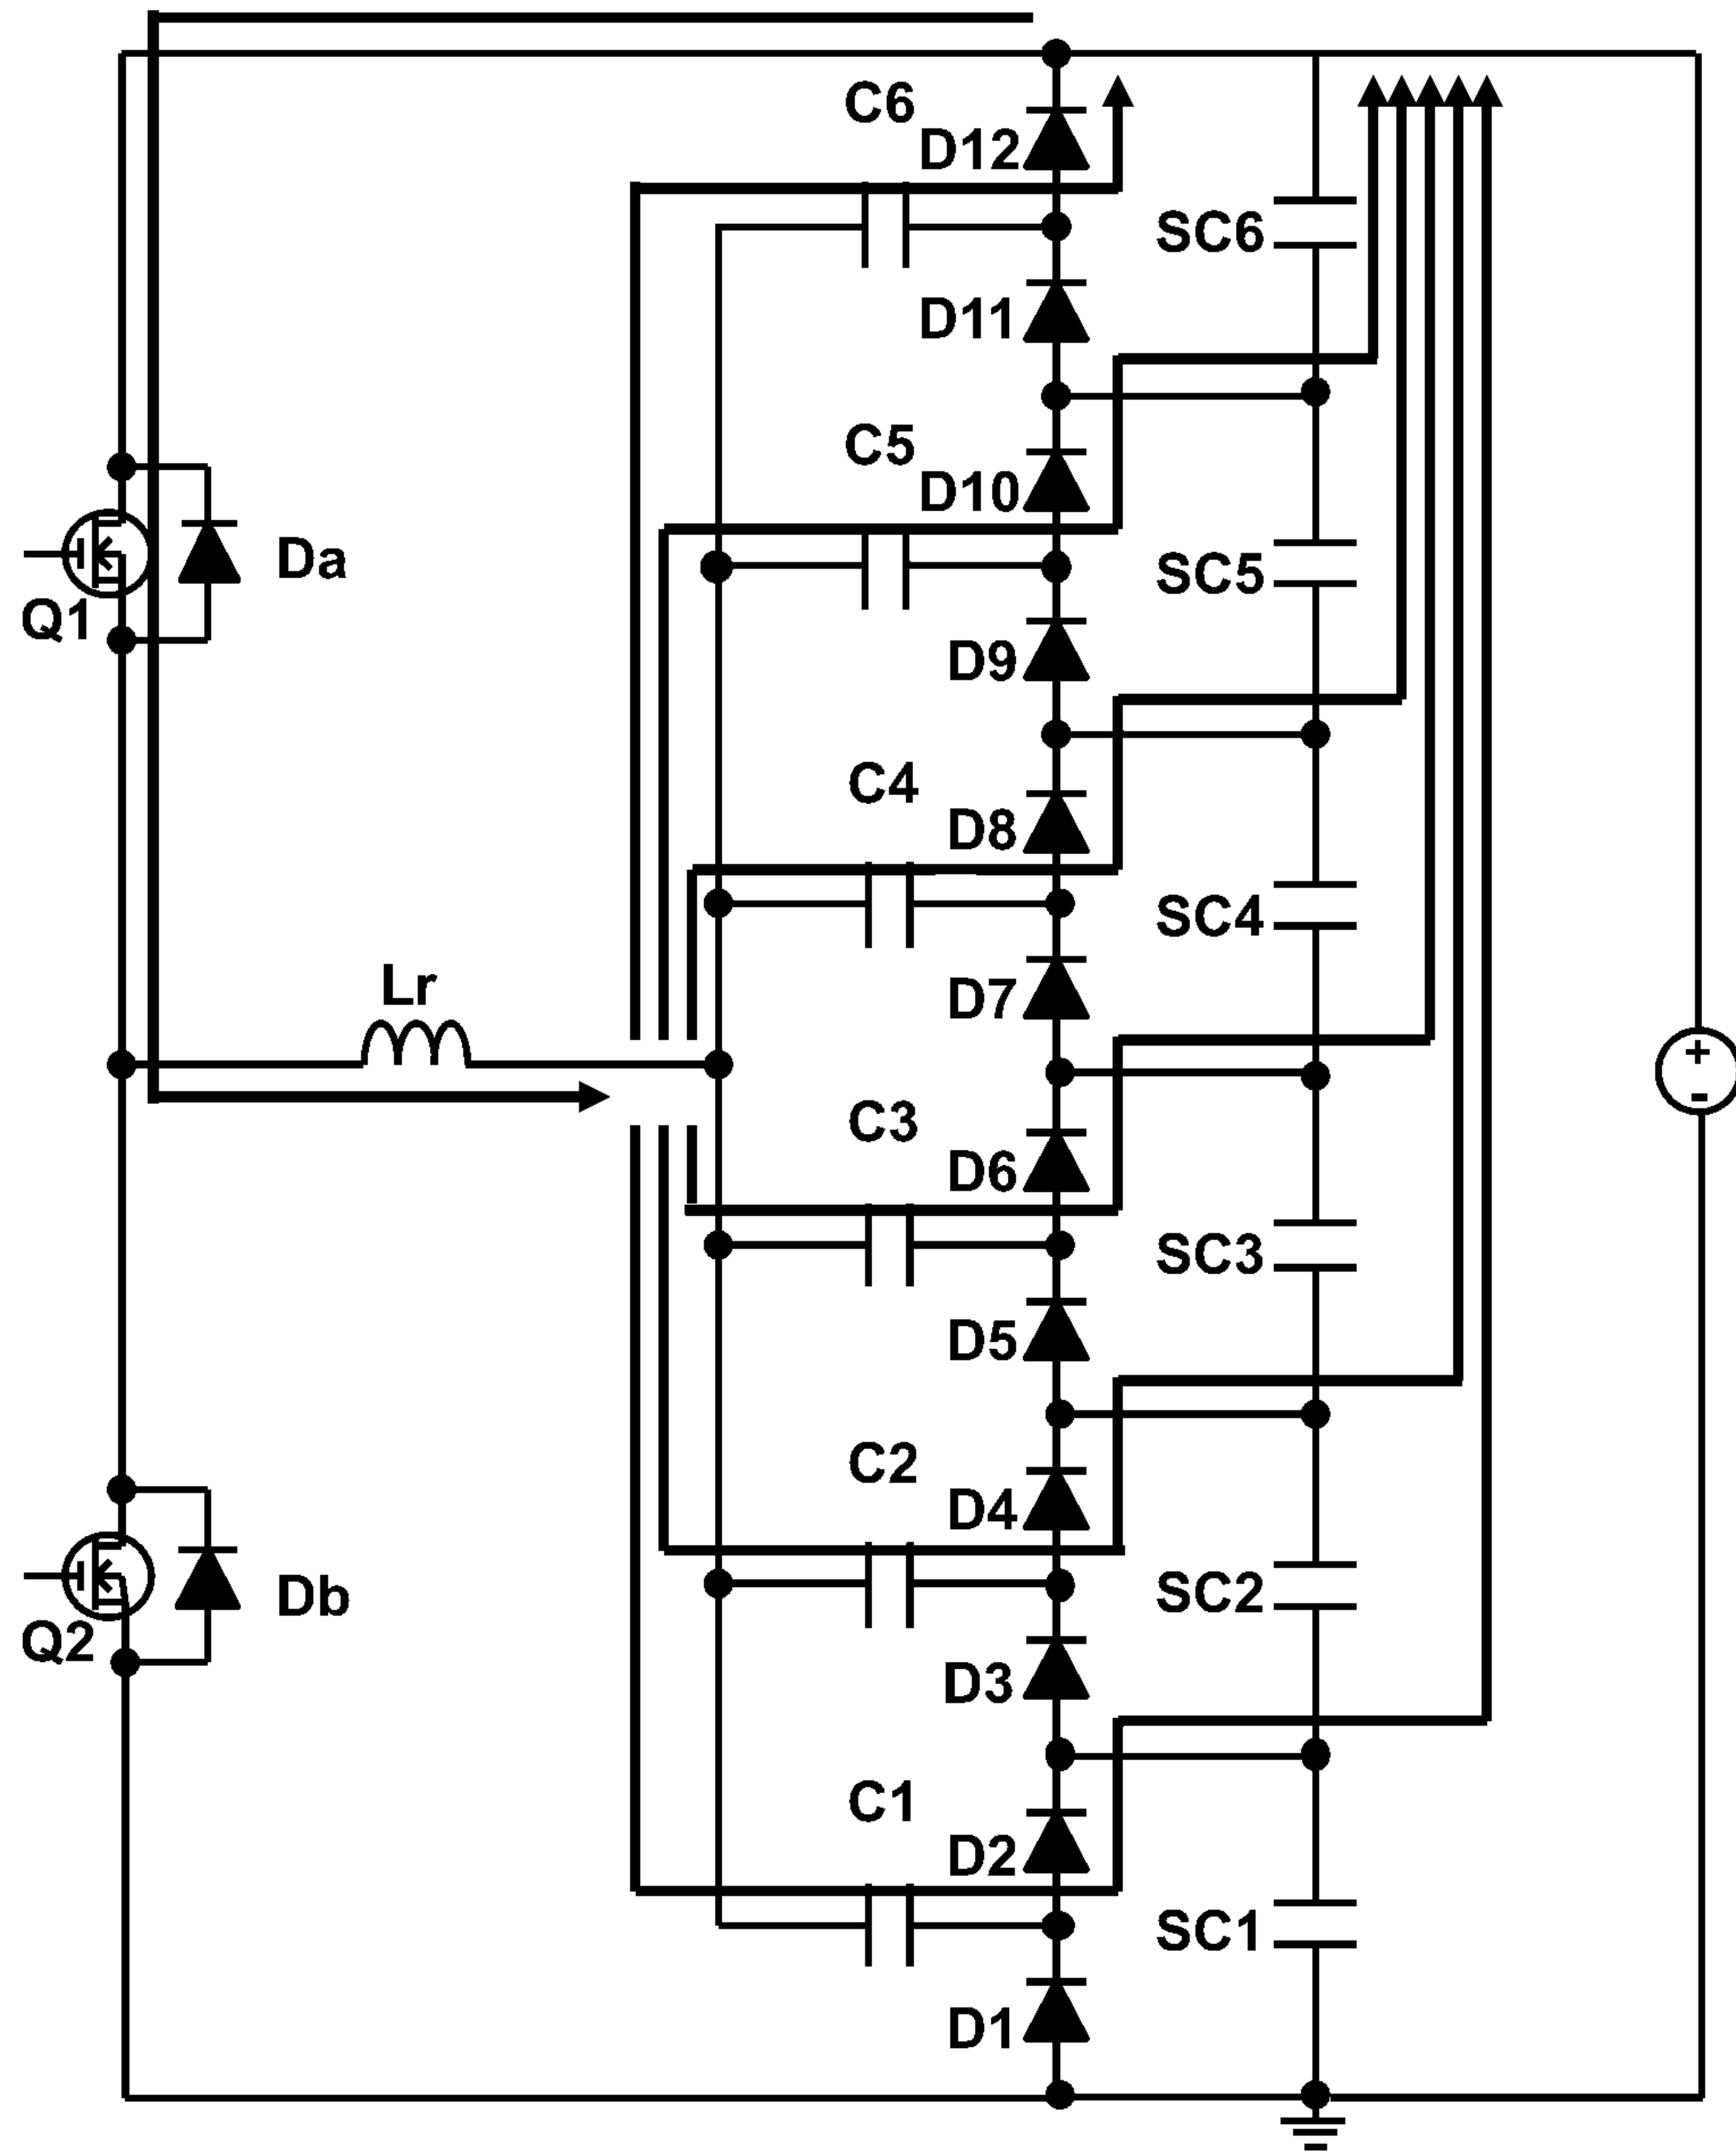 C6
D12
SC6
D11
C5
D10
Da
SC5
Q1
D9
C4
D8
SC4
Lr
D7
+
-
C3
D6
SC3
D5
C2
D4
Db
SC2
Q2
D3
C1
D2
SC1
D1